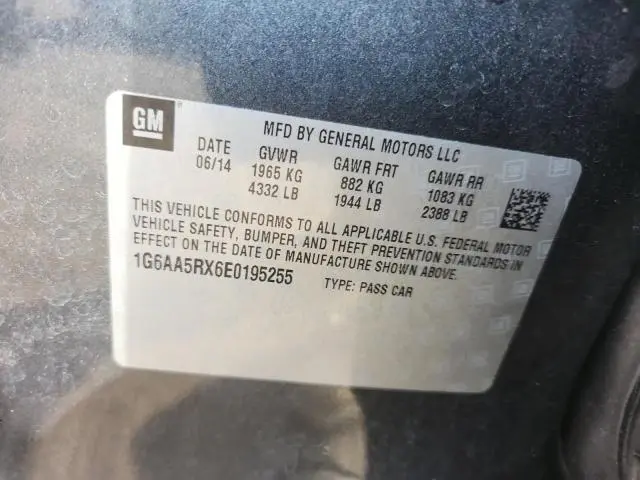 GM
MFD BY GENERAL MOTORS LLC
DATE GVWR GAWR FRT GAWR RR
06/14 1965 KG 882 KG 1083 KG
4332 LB 1944 LB 2388 LB
THIS VEHICLE CONFORMS TO ALL APPLICABLE U.S. FEDERAL MOTOR
VEHICLE SAFETY, BUMPER, AND THEFT PREVENTION STANDARDS IN
EFFECT ON THE DATE OF MANUFACTURE SHOWN ABOVE.
1G6AA5RX6E0195255 TYPE: PASS CAR